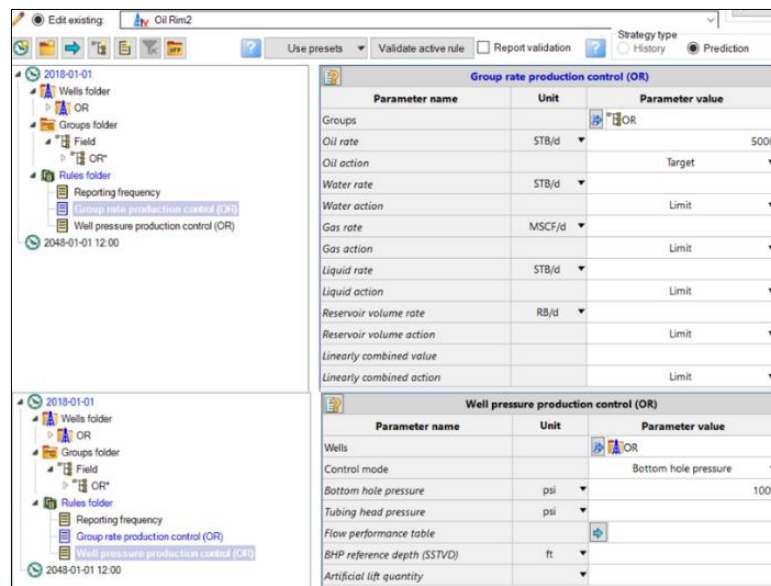 Edit existing: Oil Rim2
Use presets Validate active rule Report validation Strategy type History Prediction
2018-01-01
Wells folder
OR
Groups folder
Field
OR*
Rules folder
Reporting frequency
Group rate production control (OR)
Well pressure production control (OR)
2048-01-01 12:00
Group rate production control (OR)
Parameter name Unit Parameter value
Groups OR
Oil rate STB/d
Oil action Target
Water rate STB/d
Water action Limit
Gas rate MSCF/d
Gas action Limit
Liquid rate STB/d
Liquid action Limit
Reservoir volume rate RB/d
Reservoir volume action Limit
Linearly combined value
Linearly combined action Limit
2018-01-01
Wells folder
OR
Groups folder
Field
OR*
Rules folder
Reporting frequency
Group rate production control (OR)
Well pressure production control (OR)
2048-01-01 12:00
Well pressure production control (OR)
Parameter name Unit Parameter value
Wells OR
Control mode Bottom hole pressure
Bottom hole pressure psi
Tubing head pressure psi
Flow performance table
BHP reference depth (SSTVD) ft
Artificial lift quantity